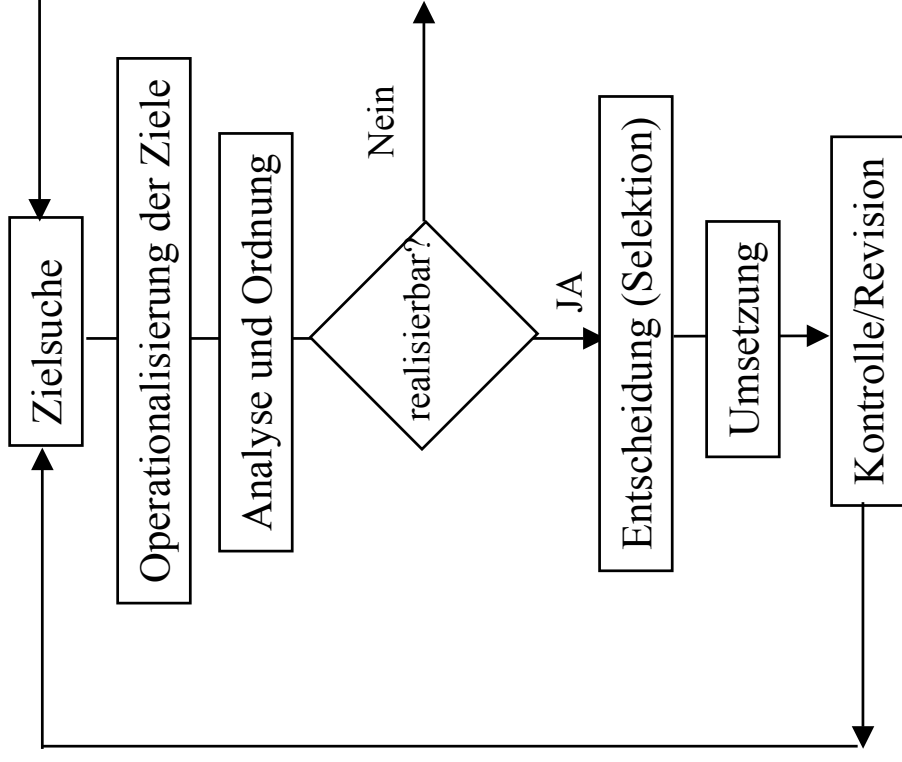 Zielsuche
Operationalisierung der Ziele
Analyse und Ordnung
realisierbar?
Nein
JA
Entscheidung (Selektion)
Umsetzung
Kontrolle/Revision